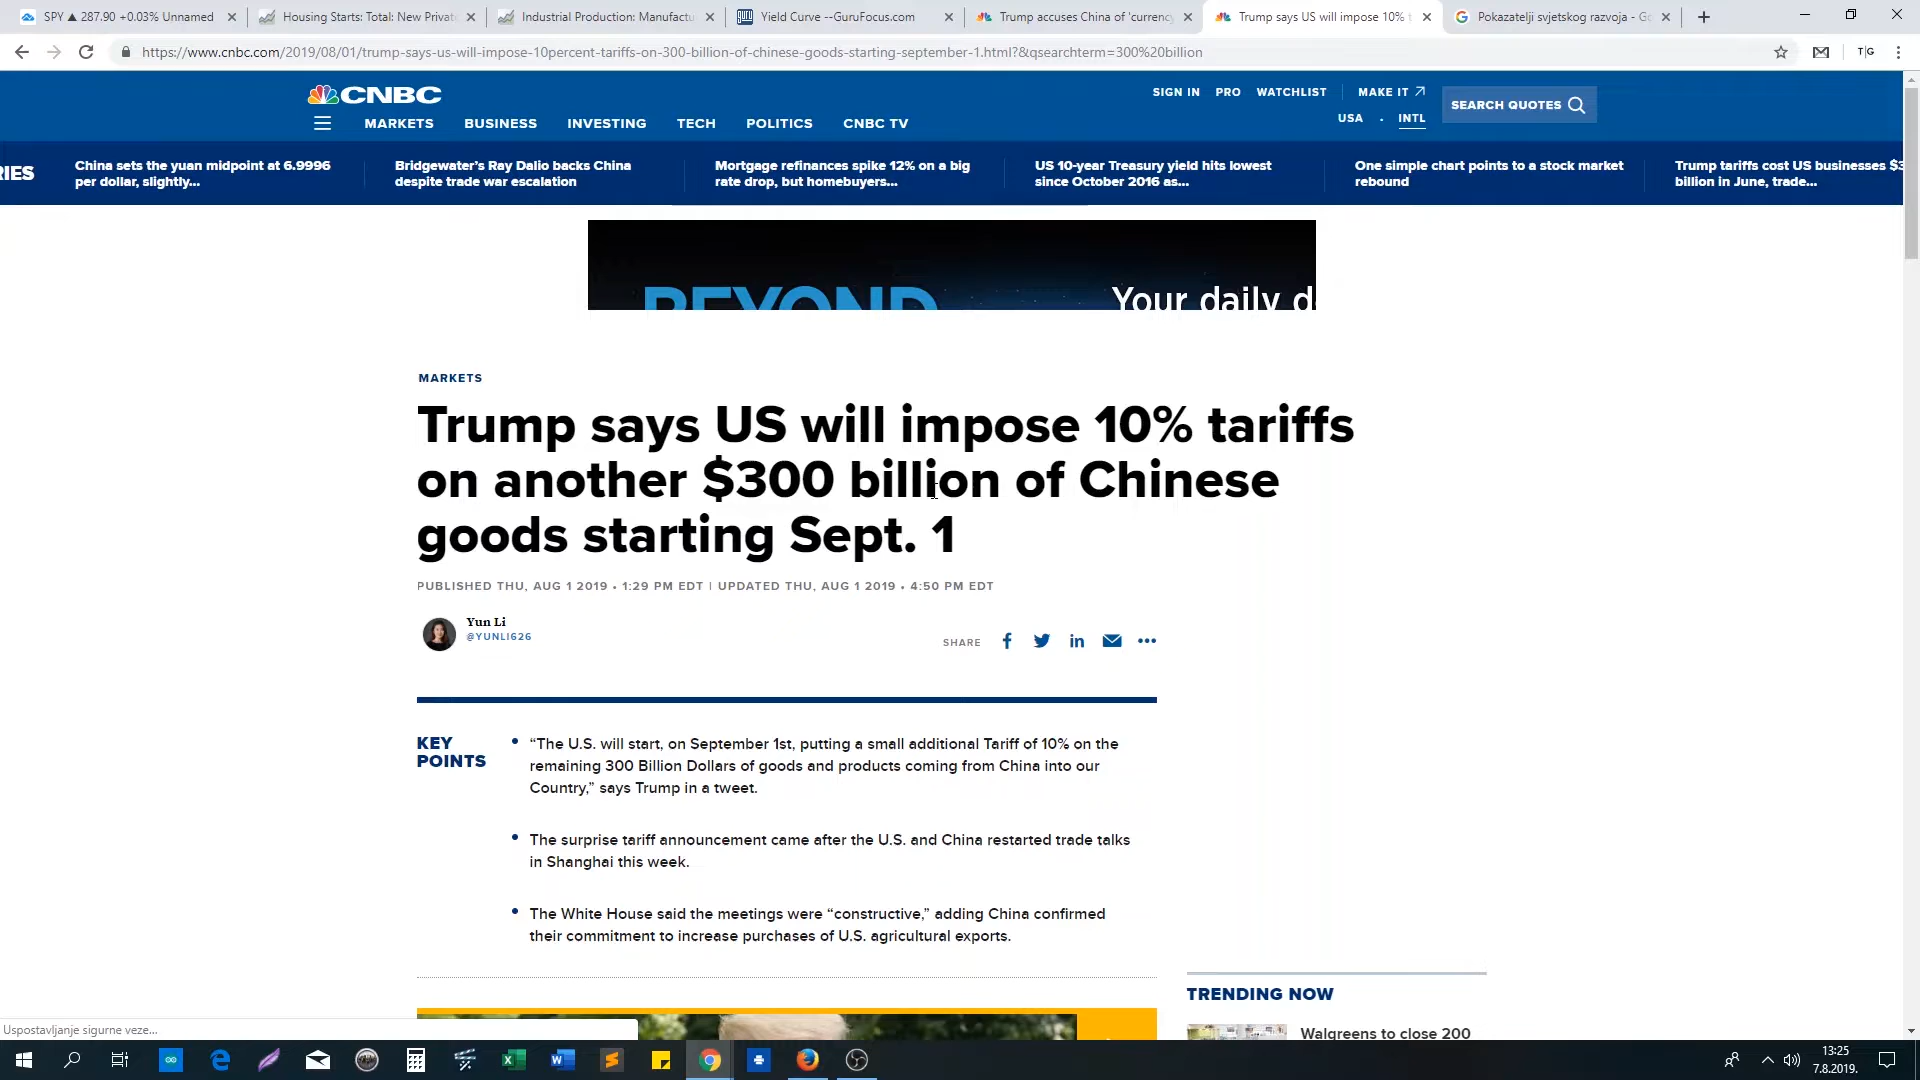 SPY ▲ 287.90 +0.03% Unnamed
Housing Starts: Total: New Privat
Industrial Production: Manufactu
Yield Curve --GuruFocus.com
Trump accuses China of 'currency
Trump says US will impose 10% t
Pokazatelji svjetskog razvoja - Go
https://www.cnbc.com/2019/08/01/trump-says-us-will-impose-10percent-tariffs-on-300-billion-of-chinese-goods-starting-september-1.html?&qsearchterm=300%20billion
T|G
CNBC
SIGN IN PRO WATCHLIST MAKE IT
SEARCH QUOTES
USA · INTL
MARKETS BUSINESS INVESTING TECH POLITICS CNBC TV
RIES
China sets the yuan midpoint at 6.9996
per dollar, slightly...
Bridgewater's Ray Dalio backs China
despite trade war escalation
Mortgage refinances spike 12% on a big
rate drop, but homebuyers...
US 10-year Treasury yield hits lowest
since October 2016 as...
One simple chart points to a stock market
rebound
Trump tariffs cost US businesses $3
billion in June, trade...
BEYOND
Your daily d
MARKETS
Trump says US will impose 10% tariffs
on another $300 billion of Chinese
goods starting Sept. 1
PUBLISHED THU, AUG 1 2019 • 1:29 PM EDT | UPDATED THU, AUG 1 2019 • 4:50 PM EDT
Yun Li
@YUNLI626
SHARE
KEY
POINTS
• “The U.S. will start, on September 1st, putting a small additional Tariff of 10% on the
remaining 300 Billion Dollars of goods and products coming from China into our
Country,” says Trump in a tweet.
• The surprise tariff announcement came after the U.S. and China restarted trade talks
in Shanghai this week.
• The White House said the meetings were “constructive,” adding China confirmed
their commitment to increase purchases of U.S. agricultural exports.
TRENDING NOW
Walgreens to close 200
Uspostavljanje sigurne veze...
13:25
7.8.2019.